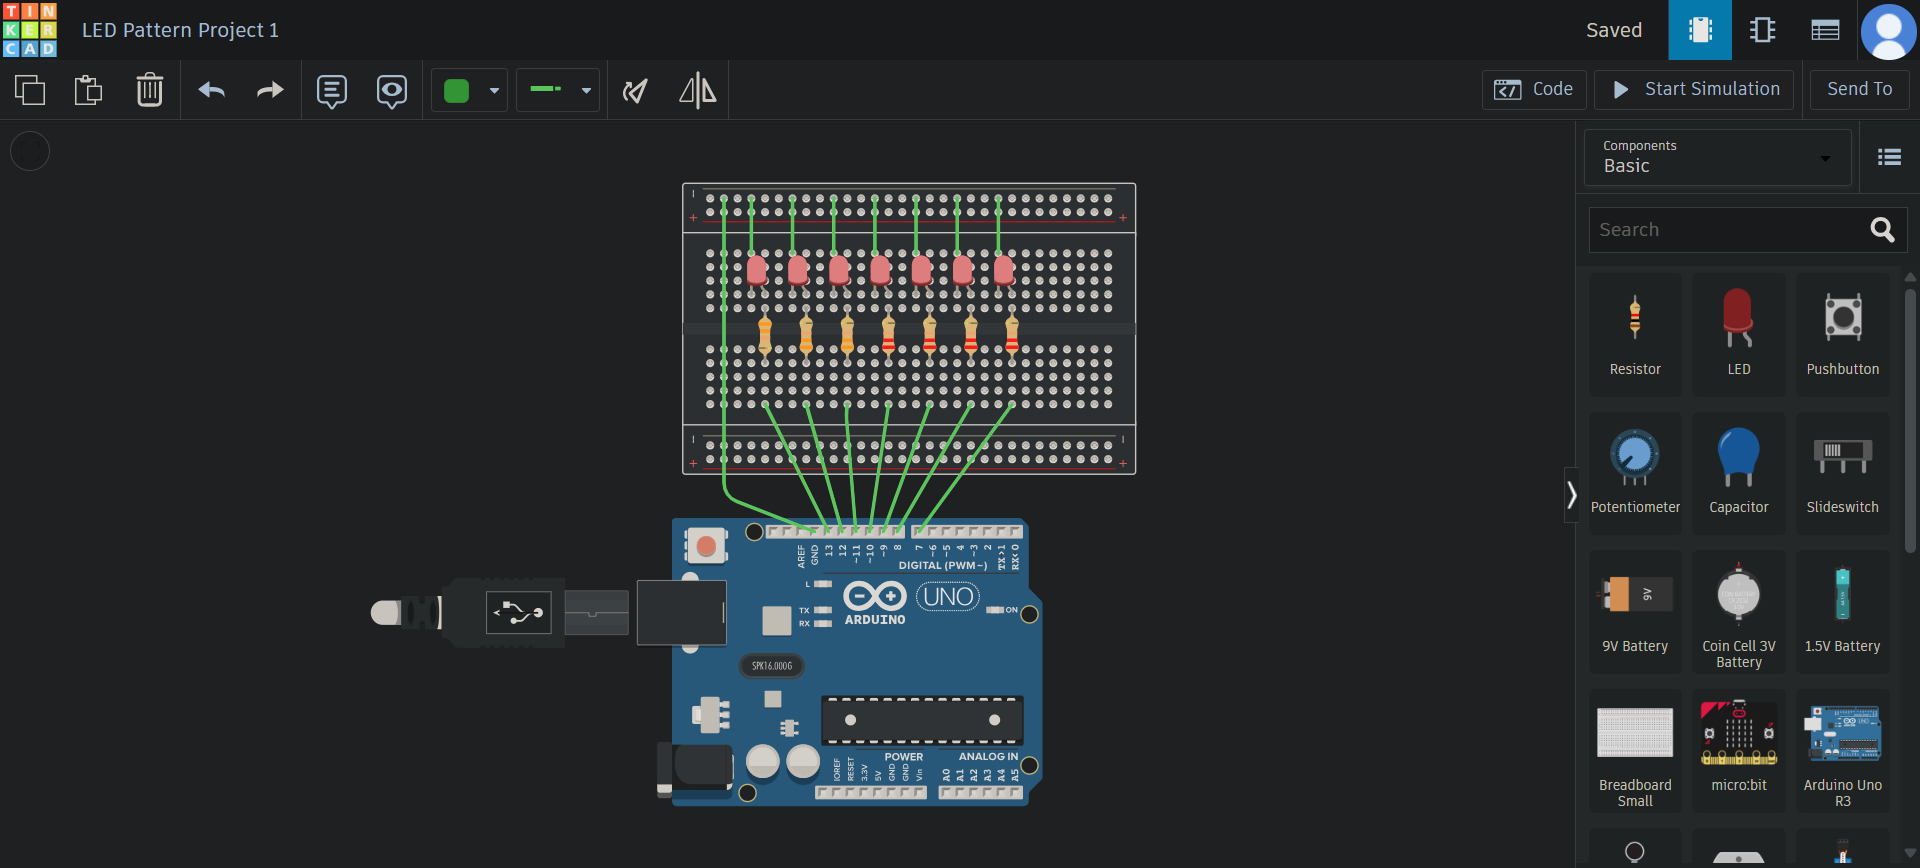 TIN
KER
CAD
LED Pattern Project 1
Saved
Code
Start Simulation
Send To
Components
Basic
Search
Resistor
LED
Pushbutton
Potentiometer
Capacitor
Slideswitch
9V
9V Battery
Coin Cell 3V
Battery
1.5V Battery
Breadboard
Small
micro:bit
Arduino Uno
R3
AREF
GND
13
12
~11
~10
~9
8
7
~6
~5
4
~3
2
TX>1
RX<0
DIGITAL (PWM~)
L
TX
RX
ARDUINO
UNO
ON
SPK16.000G
POWER
ANALOG IN
IOREF
RESET
3.3V
5V
GND
GND
Vin
A0
A1
A2
A3
A4
A5